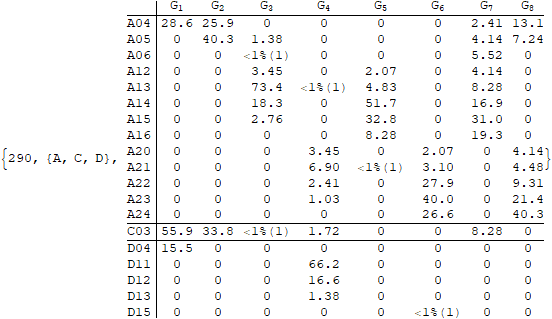 G1 G2 G3 G4 G5 G6 G7 G8
A04 28.6 25.9 0 0 0 0 2.41 13.1
A05 0 40.3 1.38 0 0 0 4.14 7.24
A06 0 0 <1%(1) 0 0 0 5.52 0
A12 0 0 3.45 0 2.07 0 4.14 0
A13 0 0 73.4 <1%(1) 4.83 0 8.28 0
A14 0 0 18.3 0 51.7 0 16.9 0
A15 0 0 2.76 0 32.8 0 31.0 0
A16 0 0 0 0 8.28 0 19.3 0
{290, {A, C, D},
A20 0 0 0 3.45 0 2.07 0 4.14
A21 0 0 0 6.90 <1%(1) 3.10 0 4.48
A22 0 0 0 2.41 0 27.9 0 9.31
A23 0 0 0 1.03 0 40.0 0 21.4
A24 0 0 0 0 0 26.6 0 40.3
C03 55.9 33.8 <1%(1) 1.72 0 0 8.28 0
D04 15.5 0 0 0 0 0 0 0
D11 0 0 0 66.2 0 0 0 0
D12 0 0 0 16.6 0 0 0 0
D13 0 0 0 1.38 0 0 0 0
D15 0 0 0 0 0 <1%(1) 0 0
}